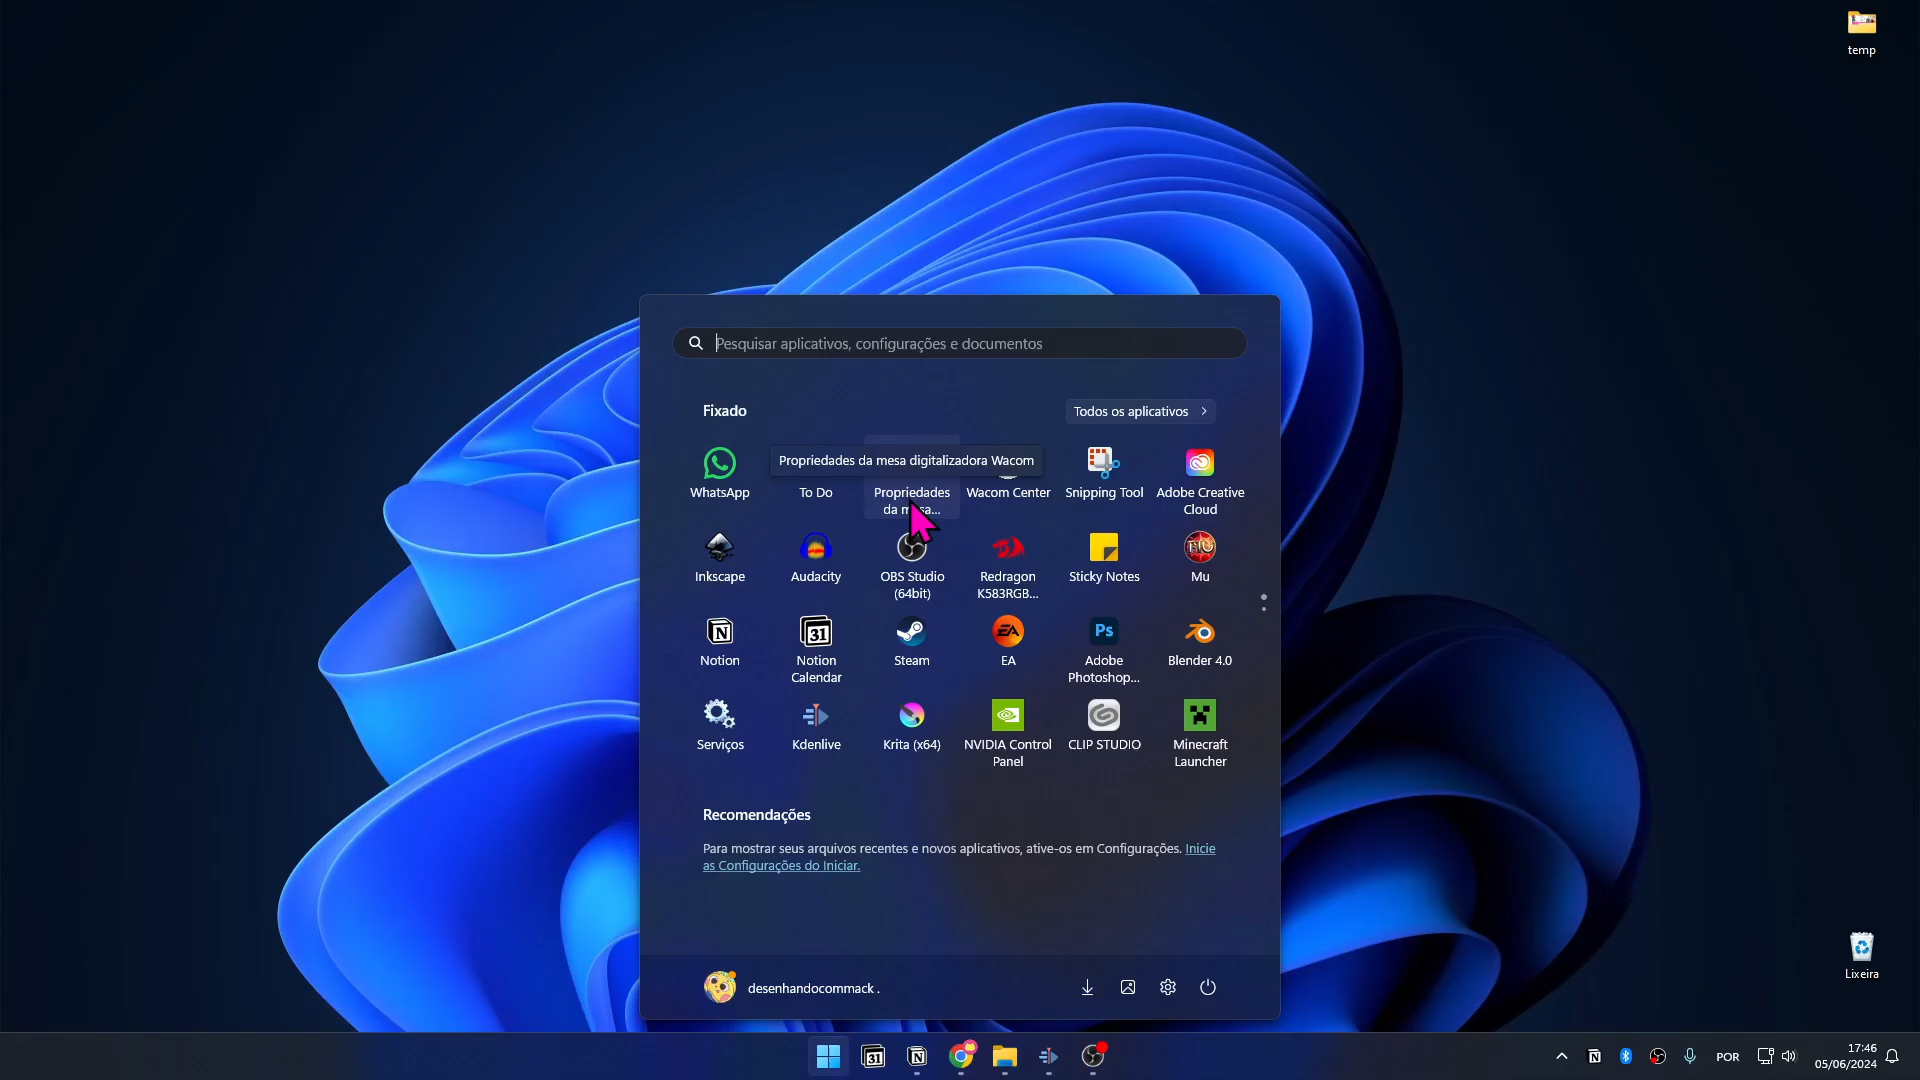 temp
Pesquisar aplicativos, configurações e documentos
Fixado
Todos os aplicativos
Propriedades da mesa digitalizadora Wacom
WhatsApp
To Do
Propriedades
da mesa...
Wacom Center
Snipping Tool
Adobe Creative
Cloud
Inkscape
Audacity
OBS Studio
(64bit)
Redragon
K583RGB...
Sticky Notes
Mu
Notion
Notion
Calendar
Steam
EA
Adobe
Photoshop...
Blender 4.0
Serviços
Kdenlive
Krita (x64)
NVIDIA Control
Panel
CLIP STUDIO
Minecraft
Launcher
Recomendações
Para mostrar seus arquivos recentes e novos aplicativos, ative-os em Configurações. Inicie
as Configurações do Iniciar.
Lixeira
desenhandocommack .
POR
17:46
05/06/2024